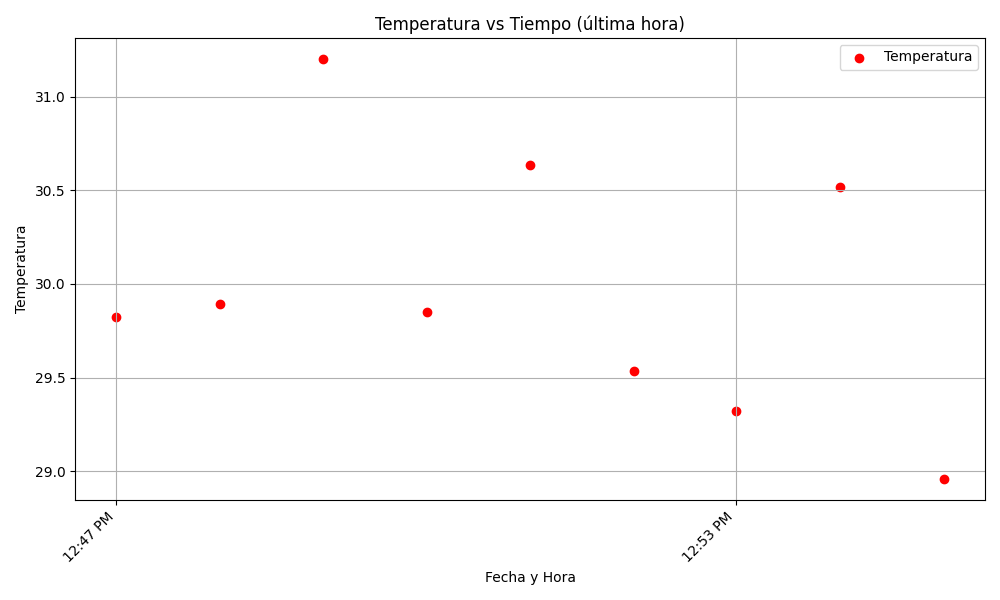 Temperatura vs Tiempo (última hora)
Temperatura
31.0
30.5
30.0
29.5
29.0
Temperatura
12:47 PM
12:53 PM
Fecha y Hora